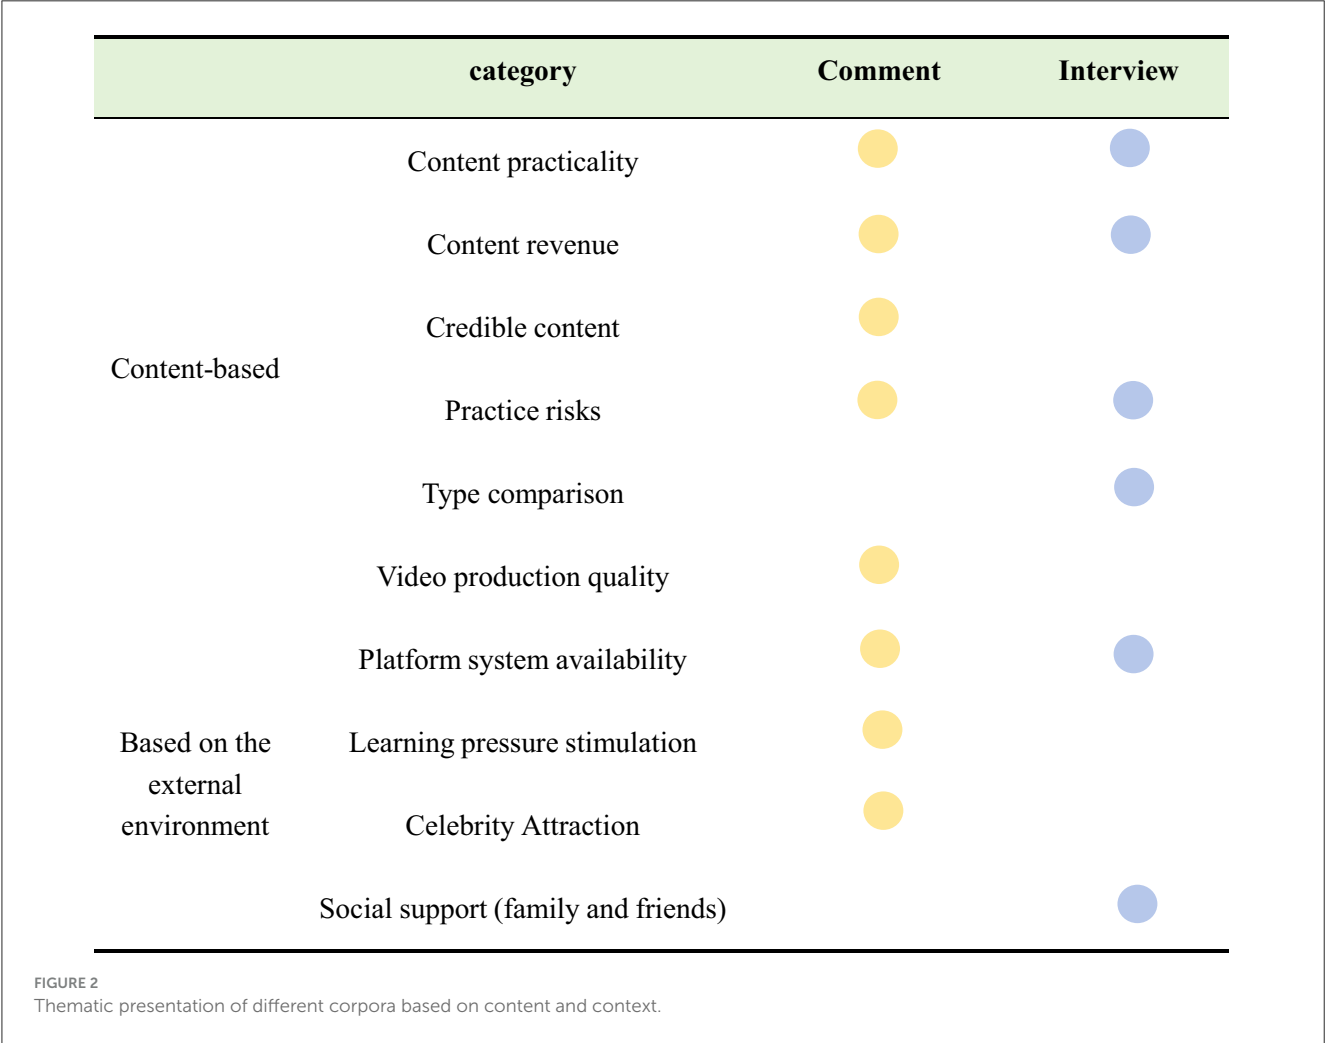 category Comment Interview
Content practicality
Content revenue
Credible content
Content-based
Practice risks
Type comparison
Video production quality
Platform system availability
Based on the
external
environment
Learning pressure stimulation
Celebrity Attraction
Social support (family and friends)
FIGURE 2
Thematic presentation of different corpora based on content and context.